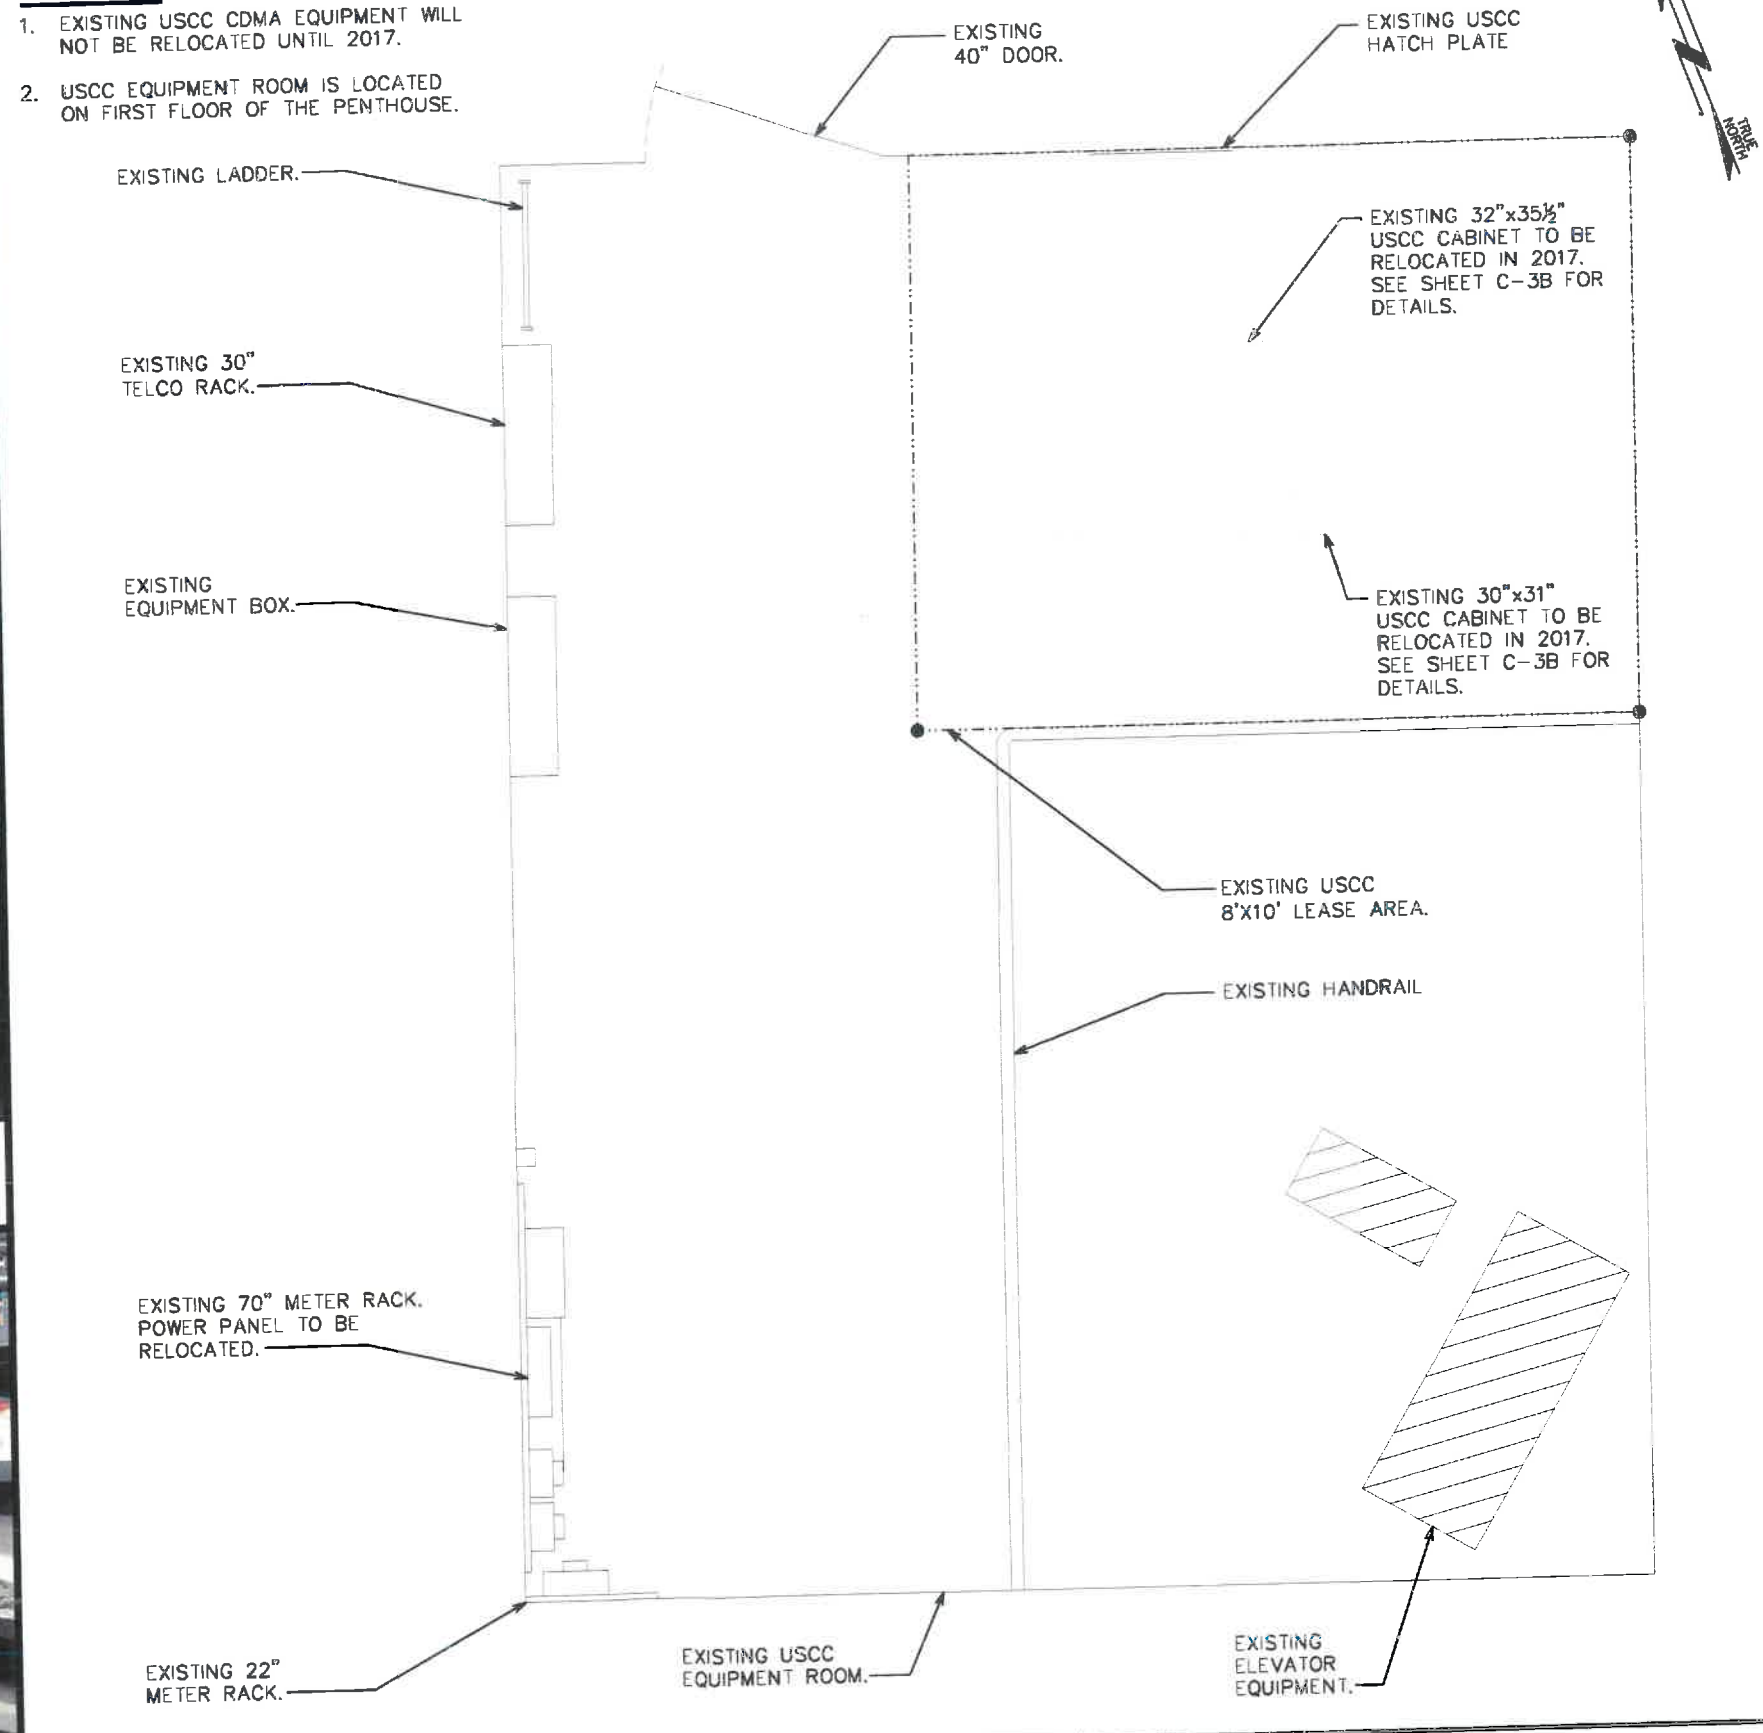 1. EXISTING USCC CDMA EQUIPMENT WILL
NOT BE RELOCATED UNTIL 2017.
2. USCC EQUIPMENT ROOM IS LOCATED
ON FIRST FLOOR OF THE PENTHOUSE.
EXISTING
40" DOOR.
EXISTING USCC
HATCH PLATE
TRUE
NORTH
EXISTING LADDER.
EXISTING 32"x35½"
USCC CABINET TO BE
RELOCATED IN 2017.
SEE SHEET C-3B FOR
DETAILS.
EXISTING 30"
TELCO RACK.
EXISTING
EQUIPMENT BOX.
EXISTING 30"x31"
USCC CABINET TO BE
RELOCATED IN 2017.
SEE SHEET C-3B FOR
DETAILS.
EXISTING USCC
8'X10' LEASE AREA.
EXISTING HANDRAIL
EXISTING 70" METER RACK.
POWER PANEL TO BE
RELOCATED.
EXISTING 22"
METER RACK.
EXISTING USCC
EQUIPMENT ROOM.
EXISTING
ELEVATOR
EQUIPMENT.